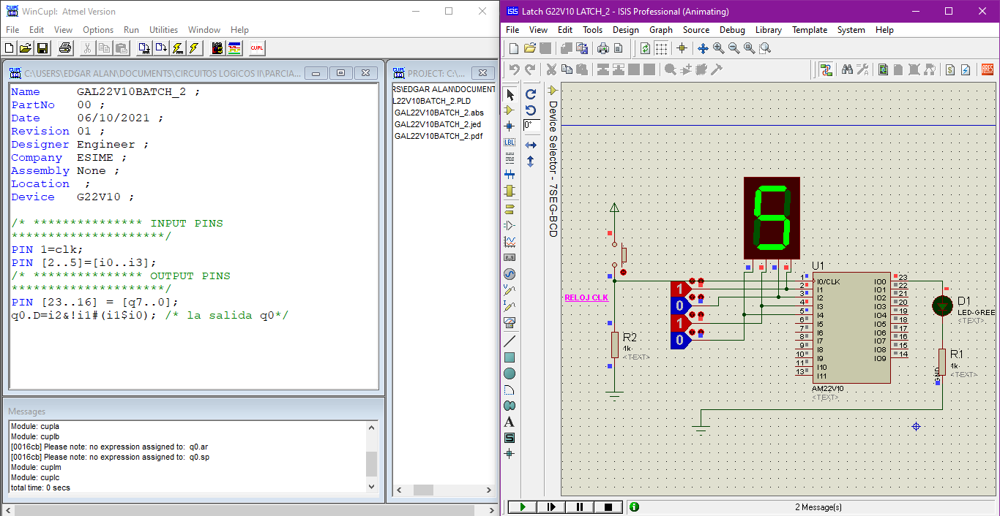 WinCupl: Atmel Version
File Edit View Options Run Utilities Window Help
CUPL
C:\USERS\EDGAR ALAN\DOCUMENTS\CIRCUITOS LOGICOS II\PARCIA...
Name GAL22V10BATCH_2 ;
PartNo 00 ;
Date 06/10/2021 ;
Revision 01 ;
Designer Engineer ;
Company ESIME ;
Assembly None ;
Location ;
Device G22V10 ;
/* *************** INPUT PINS
*********************/
PIN 1=clk;
PIN [2..5]=[i0..i3];
/* *************** OUTPUT PINS
*********************/
PIN [23..16] = [q7..0];
q0.D=i2&!i1#(i1$i0); /* la salida q0*/
PROJECT: C:\...
RS\EDGAR ALAN\DOCUMENT
L22V10BATCH_2.PLD
GAL22V10BATCH_2.abs
GAL22V10BATCH_2.jed
GAL22V10BATCH_2.pdf
Messages
Module: cupla
Module: cuplb
[0016cb] Please note: no expression assigned to: q0.ar
[0016cb] Please note: no expression assigned to: q0.sp
Module: cuplm
Module: cuplc
total time: 0 secs
ISIS Latch G22V10 LATCH_2 - ISIS Professional (Animating)
File View Edit Tools Design Graph Source Debug Library Template System Help
ARES
LBL
0°
Device Selector - 7SEG-BCD
5
RELOJ CLK
1
0
1
0
R2
1k
<TEXT>
U1
1 I0/CLK IO0 23
2 I1 IO1 22
3 I2 IO2 21
4 I3 IO3 20
5 I4 IO4 19
6 I5 IO5 18
7 I6 IO6 17
8 I7 IO7 16
9 I8 IO8 15
10 I9 IO9 14
11 I10
13 I11
AM22V10
<TEXT>
D1
LED-GREE
<TEXT>
R1
1k
<TEXT>
2 Message(s)